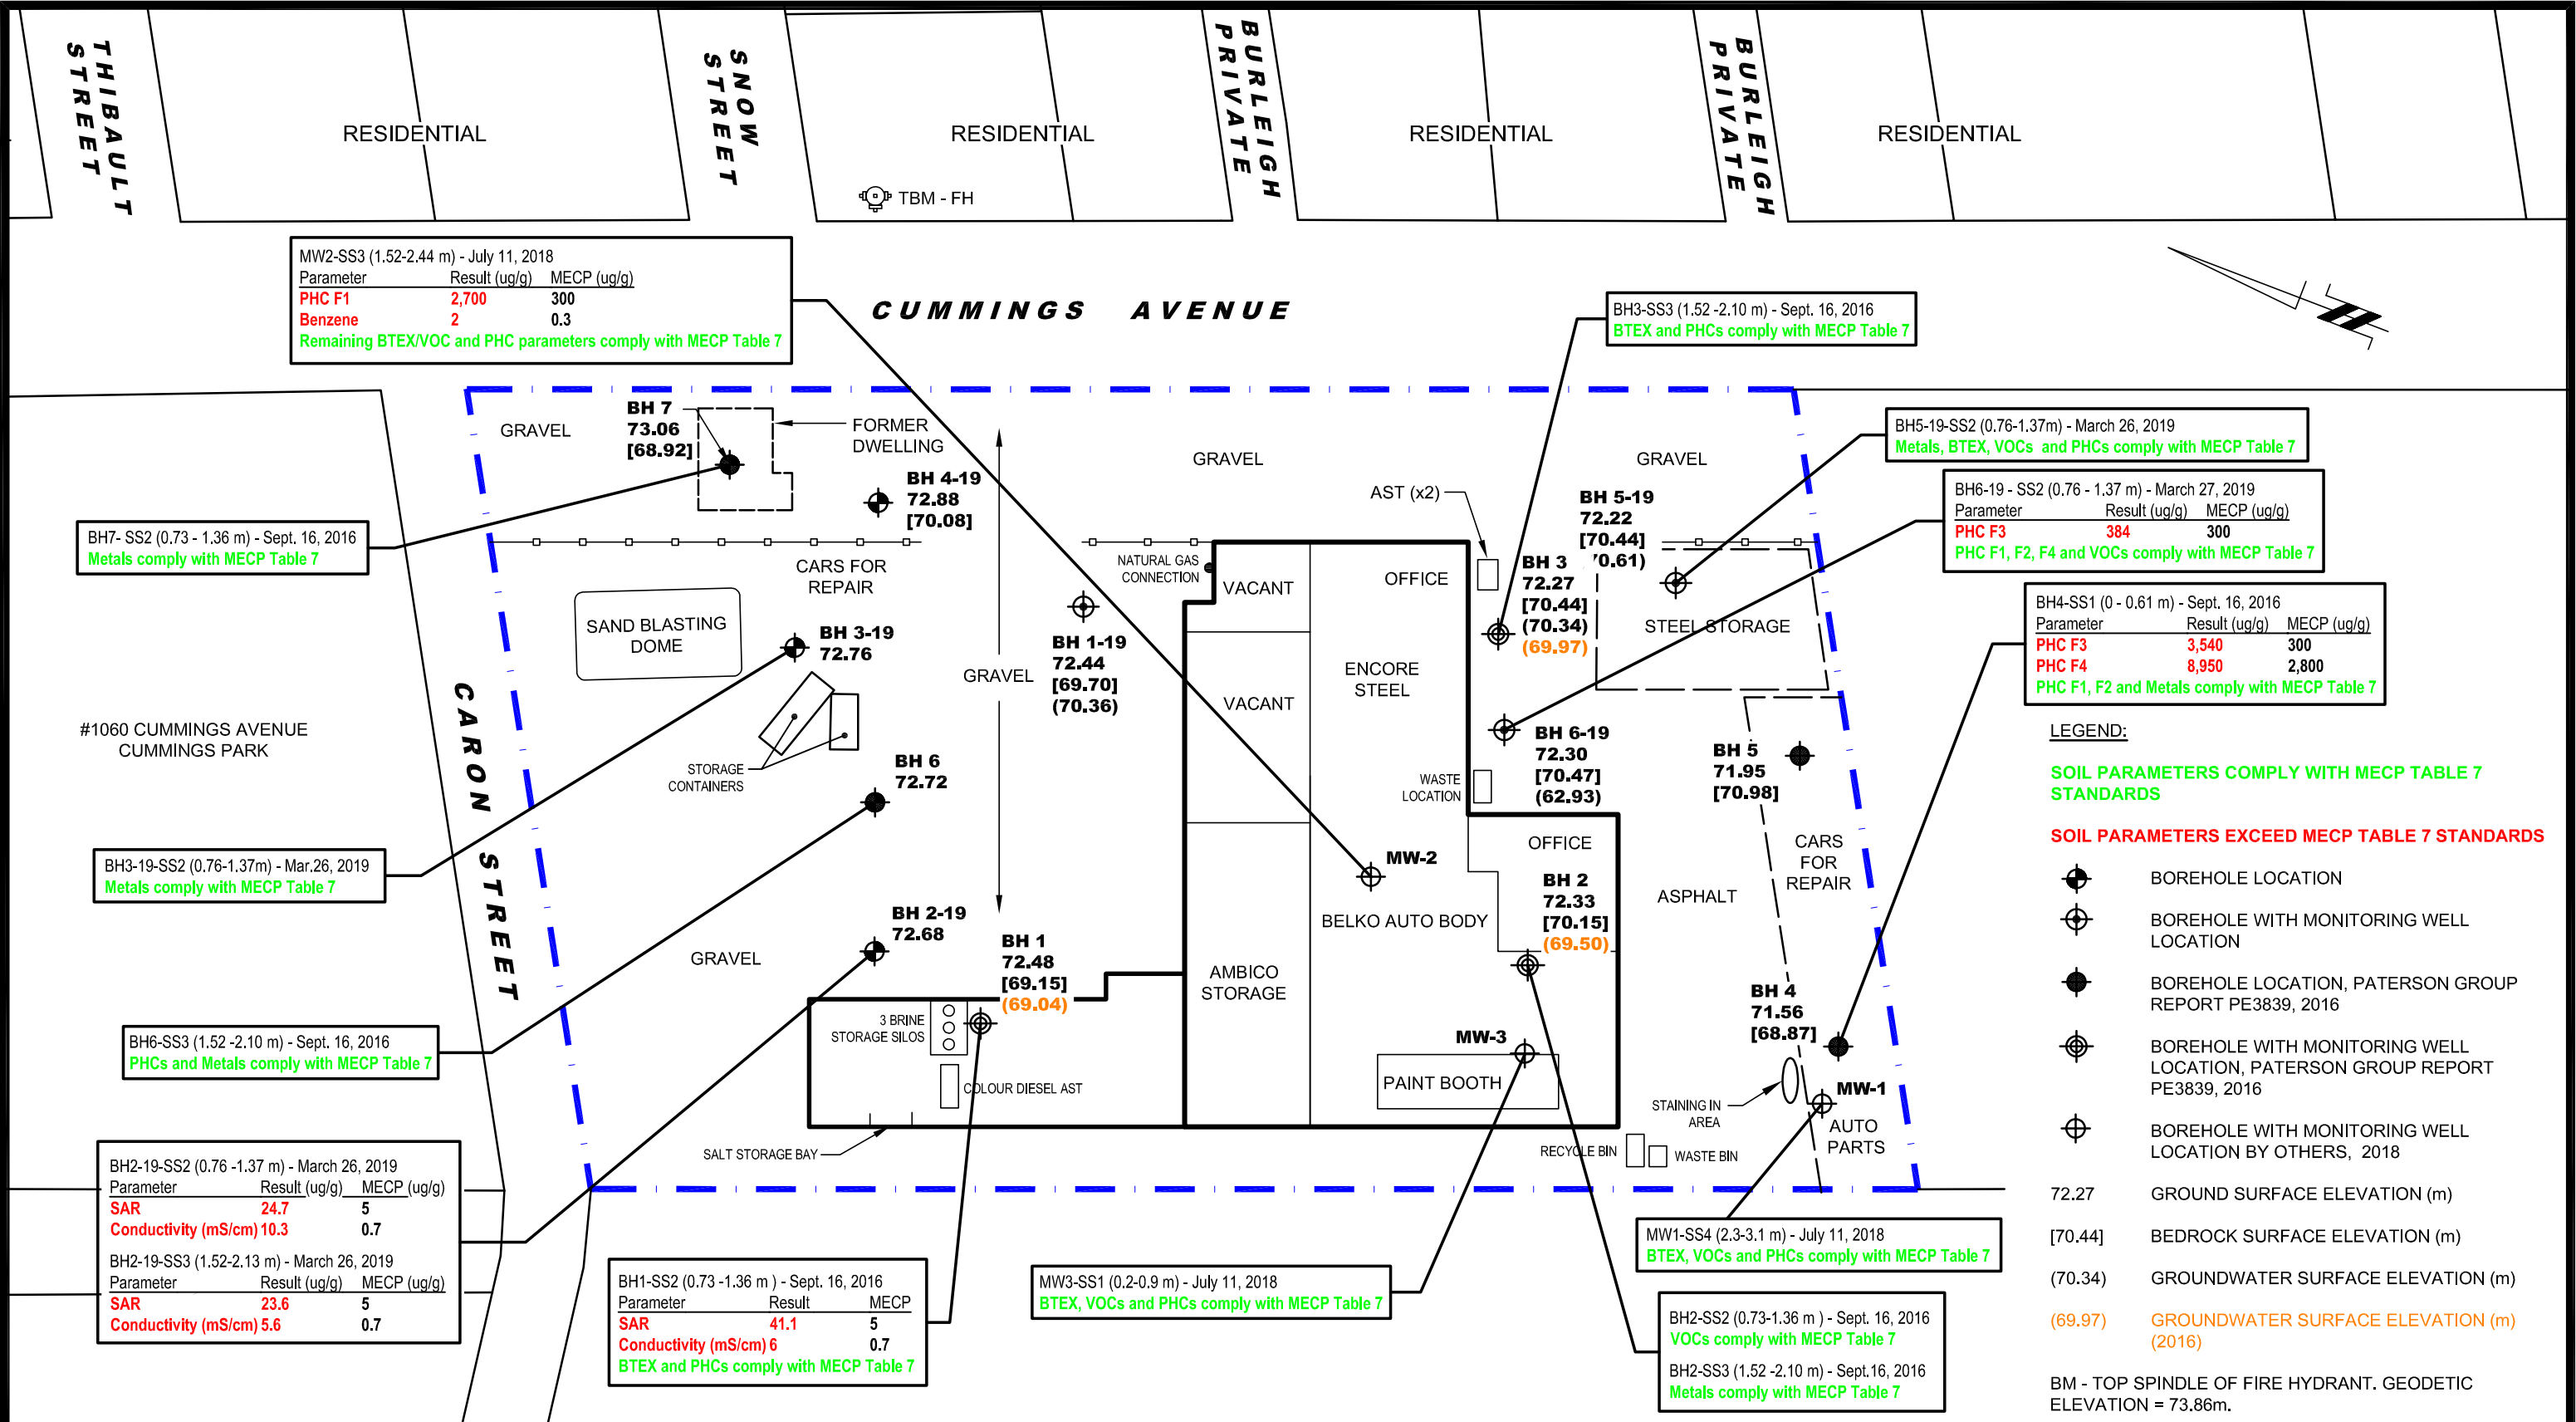 THIBAULT
STREET
SNOW
STREET
BURLEIGH
PRIVATE
BURLEIGH
PRIVATE
RESIDENTIAL
RESIDENTIAL
RESIDENTIAL
RESIDENTIAL
TBM - FH
CUMMINGS AVENUE
MW2-SS3 (1.52-2.44 m) - July 11, 2018
Parameter Result (ug/g) MECP (ug/g)
PHC F1 2,700 300
Benzene 2 0.3
Remaining BTEX/VOC and PHC parameters comply with MECP Table 7
BH3-SS3 (1.52 -2.10 m) - Sept. 16, 2016
BTEX and PHCs comply with MECP Table 7
BH5-19-SS2 (0.76-1.37m) - March 26, 2019
Metals, BTEX, VOCs and PHCs comply with MECP Table 7
BH6-19 - SS2 (0.76 - 1.37 m) - March 27, 2019
Parameter Result (ug/g) MECP (ug/g)
PHC F3 384 300
PHC F1, F2, F4 and VOCs comply with MECP Table 7
BH4-SS1 (0 - 0.61 m) - Sept. 16, 2016
Parameter Result (ug/g) MECP (ug/g)
PHC F3 3,540 300
PHC F4 8,950 2,800
PHC F1, F2 and Metals comply with MECP Table 7
BH7- SS2 (0.73 - 1.36 m) - Sept. 16, 2016
Metals comply with MECP Table 7
#1060 CUMMINGS AVENUE
CUMMINGS PARK
CARON STREET
BH3-19-SS2 (0.76-1.37m) - Mar.26, 2019
Metals comply with MECP Table 7
BH6-SS3 (1.52 -2.10 m) - Sept. 16, 2016
PHCs and Metals comply with MECP Table 7
BH2-19-SS2 (0.76 -1.37 m) - March 26, 2019
Parameter Result (ug/g) MECP (ug/g)
SAR 24.7 5
Conductivity (mS/cm) 10.3 0.7
BH2-19-SS3 (1.52-2.13 m) - March 26, 2019
Parameter Result (ug/g) MECP (ug/g)
SAR 23.6 5
Conductivity (mS/cm) 5.6 0.7
BH1-SS2 (0.73 -1.36 m ) - Sept. 16, 2016
Parameter Result MECP
SAR 41.1 5
Conductivity (mS/cm) 6 0.7
BTEX and PHCs comply with MECP Table 7
MW3-SS1 (0.2-0.9 m) - July 11, 2018
BTEX, VOCs and PHCs comply with MECP Table 7
MW1-SS4 (2.3-3.1 m) - July 11, 2018
BTEX, VOCs and PHCs comply with MECP Table 7
BH2-SS2 (0.73-1.36 m ) - Sept. 16, 2016
VOCs comply with MECP Table 7
BH2-SS3 (1.52 -2.10 m) - Sept.16, 2016
Metals comply with MECP Table 7
GRAVEL
BH 7
73.06
[68.92]
FORMER
DWELLING
BH 4-19
72.88
[70.08]
CARS FOR
REPAIR
SAND BLASTING
DOME
BH 3-19
72.76
STORAGE
CONTAINERS
BH 6
72.72
BH 2-19
72.68
GRAVEL
GRAVEL
GRAVEL
BH 1-19
72.44
[69.70]
(70.36)
NATURAL GAS
CONNECTION
VACANT
VACANT
OFFICE
ENCORE
STEEL
AMBICO
STORAGE
BELKO AUTO BODY
MW-2
MW-3
PAINT BOOTH
OFFICE
BH 2
72.33
[70.15]
(69.50)
BH 1
72.48
[69.15]
(69.04)
3 BRINE
STORAGE SILOS
COLOUR DIESEL AST
SALT STORAGE BAY
AST (x2)
GRAVEL
BH 5-19
72.22
[70.44]
70.61)
BH 3
72.27
[70.44]
(70.34)
(69.97)
STEEL STORAGE
BH 6-19
72.30
[70.47]
(62.93)
WASTE
LOCATION
BH 5
71.95
[70.98]
CARS
FOR
REPAIR
ASPHALT
BH 4
71.56
[68.87]
MW-1
STAINING IN
AREA
AUTO
PARTS
RECYCLE BIN
WASTE BIN
LEGEND:
SOIL PARAMETERS COMPLY WITH MECP TABLE 7
STANDARDS
SOIL PARAMETERS EXCEED MECP TABLE 7 STANDARDS
BOREHOLE LOCATION
BOREHOLE WITH MONITORING WELL
LOCATION
BOREHOLE LOCATION, PATERSON GROUP
REPORT PE3839, 2016
BOREHOLE WITH MONITORING WELL
LOCATION, PATERSON GROUP REPORT
PE3839, 2016
BOREHOLE WITH MONITORING WELL
LOCATION BY OTHERS, 2018
72.27 GROUND SURFACE ELEVATION (m)
[70.44] BEDROCK SURFACE ELEVATION (m)
(70.34) GROUNDWATER SURFACE ELEVATION (m)
(69.97) GROUNDWATER SURFACE ELEVATION (m)
(2016)
BM - TOP SPINDLE OF FIRE HYDRANT. GEODETIC
ELEVATION = 73.86m.